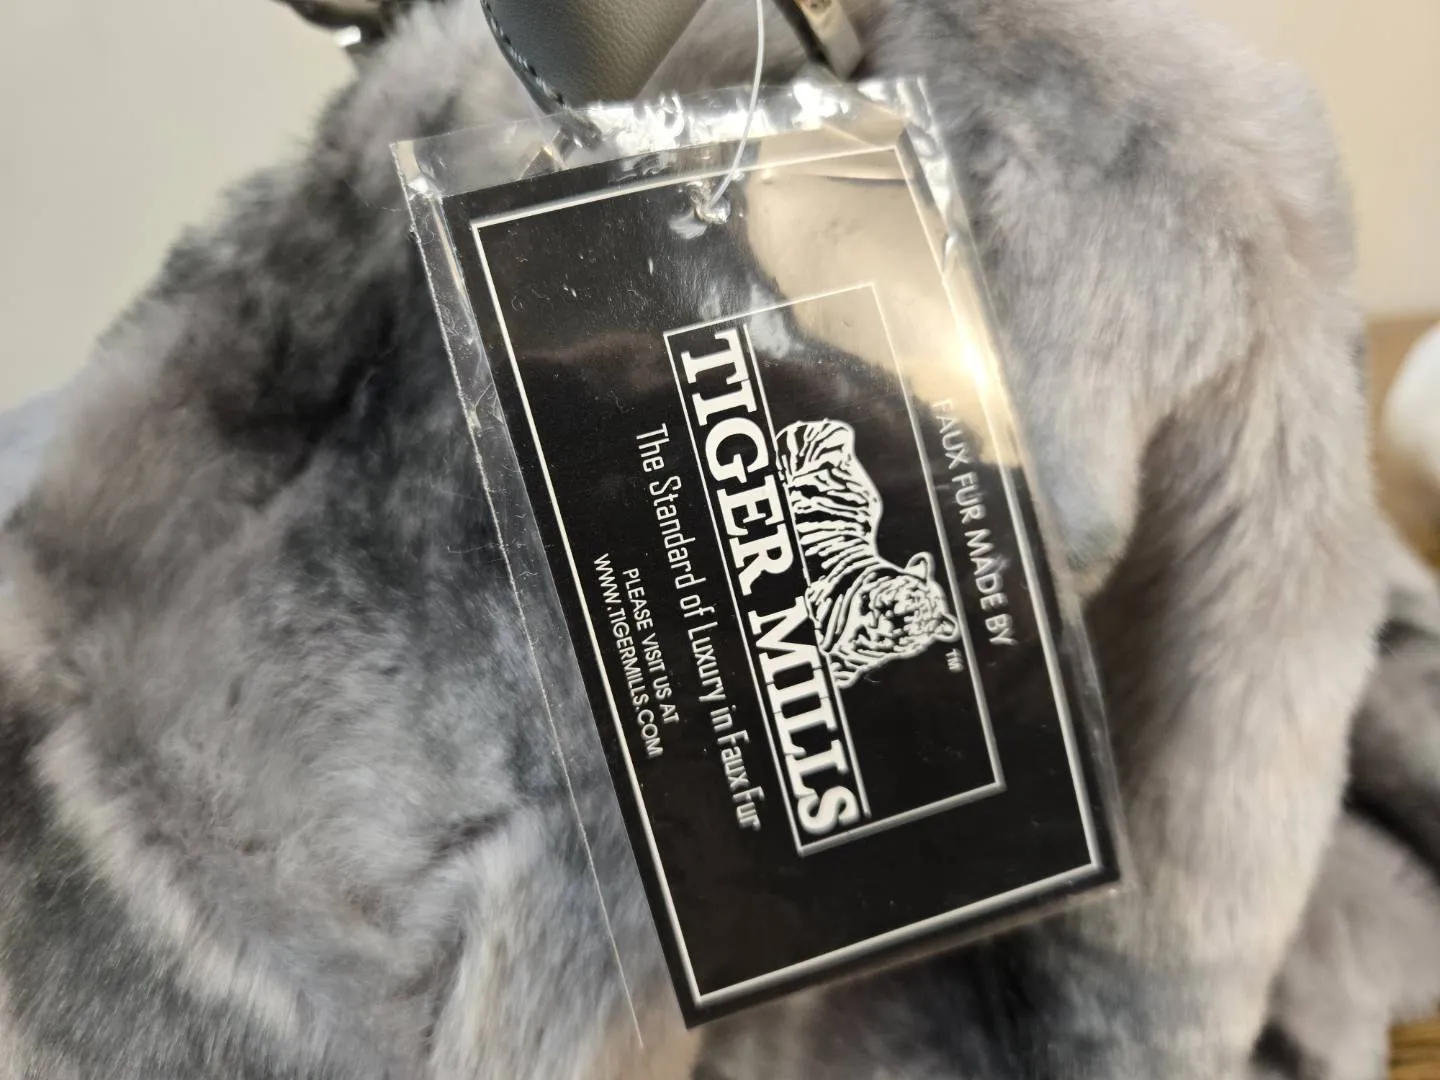 FAUX FUR MADE BY
TM
TIGER MILLS
The Standard of Luxury in Faux Fur
PLEASE VISIT US AT
WWW.TIGERMILLS.COM